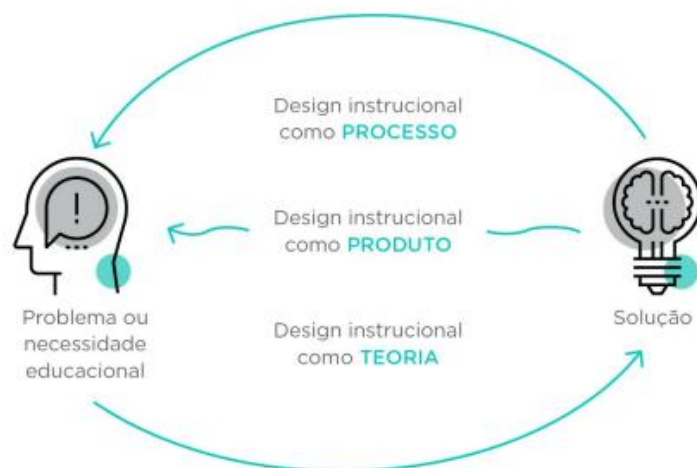 Design instrucional
como PROCESSO
Design instrucional
como PRODUTO
Problema ou
necessidade
educacional
Solução
Design instrucional
como TEORIA